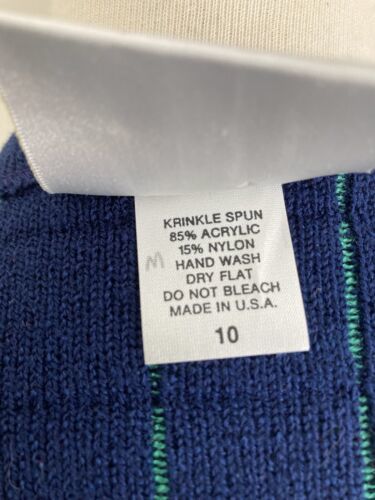 KRINKLE SPUN
85% ACRYLIC
15% NYLON
M
HAND WASH
DRY FLAT
DO NOT BLEACH
MADE IN U.S.A.
10